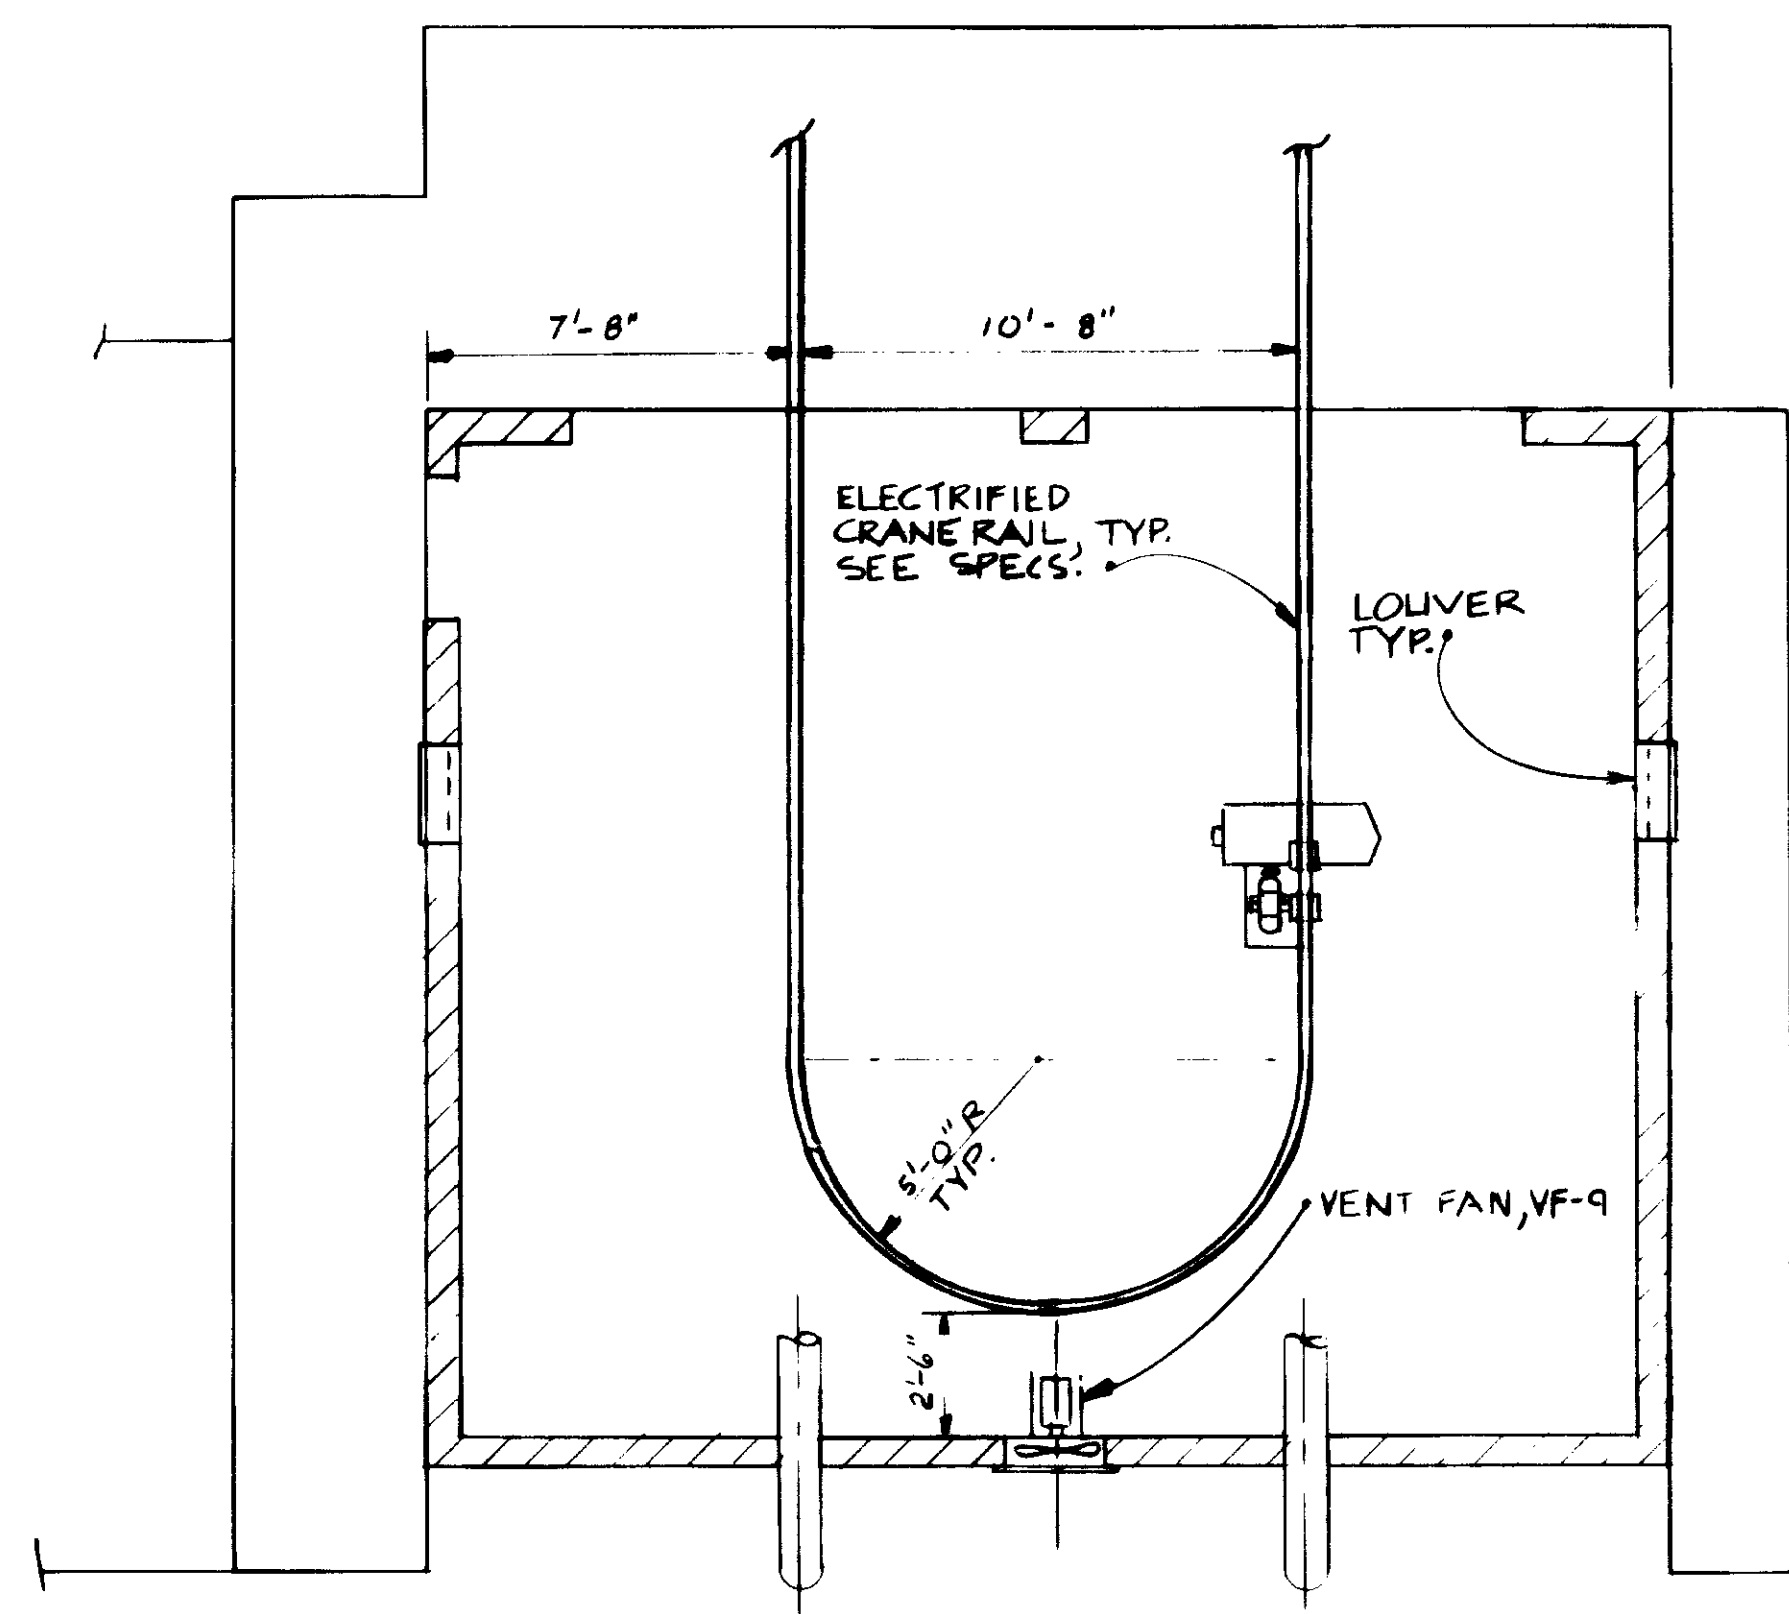 7'-8"
10'-8"
ELECTRIFIED
CRANE RAIL, TYP.
SEE SPECS.
LOUVER
TYP.
5'-0" R
TYP.
VENT FAN, VF-9
2'-6"